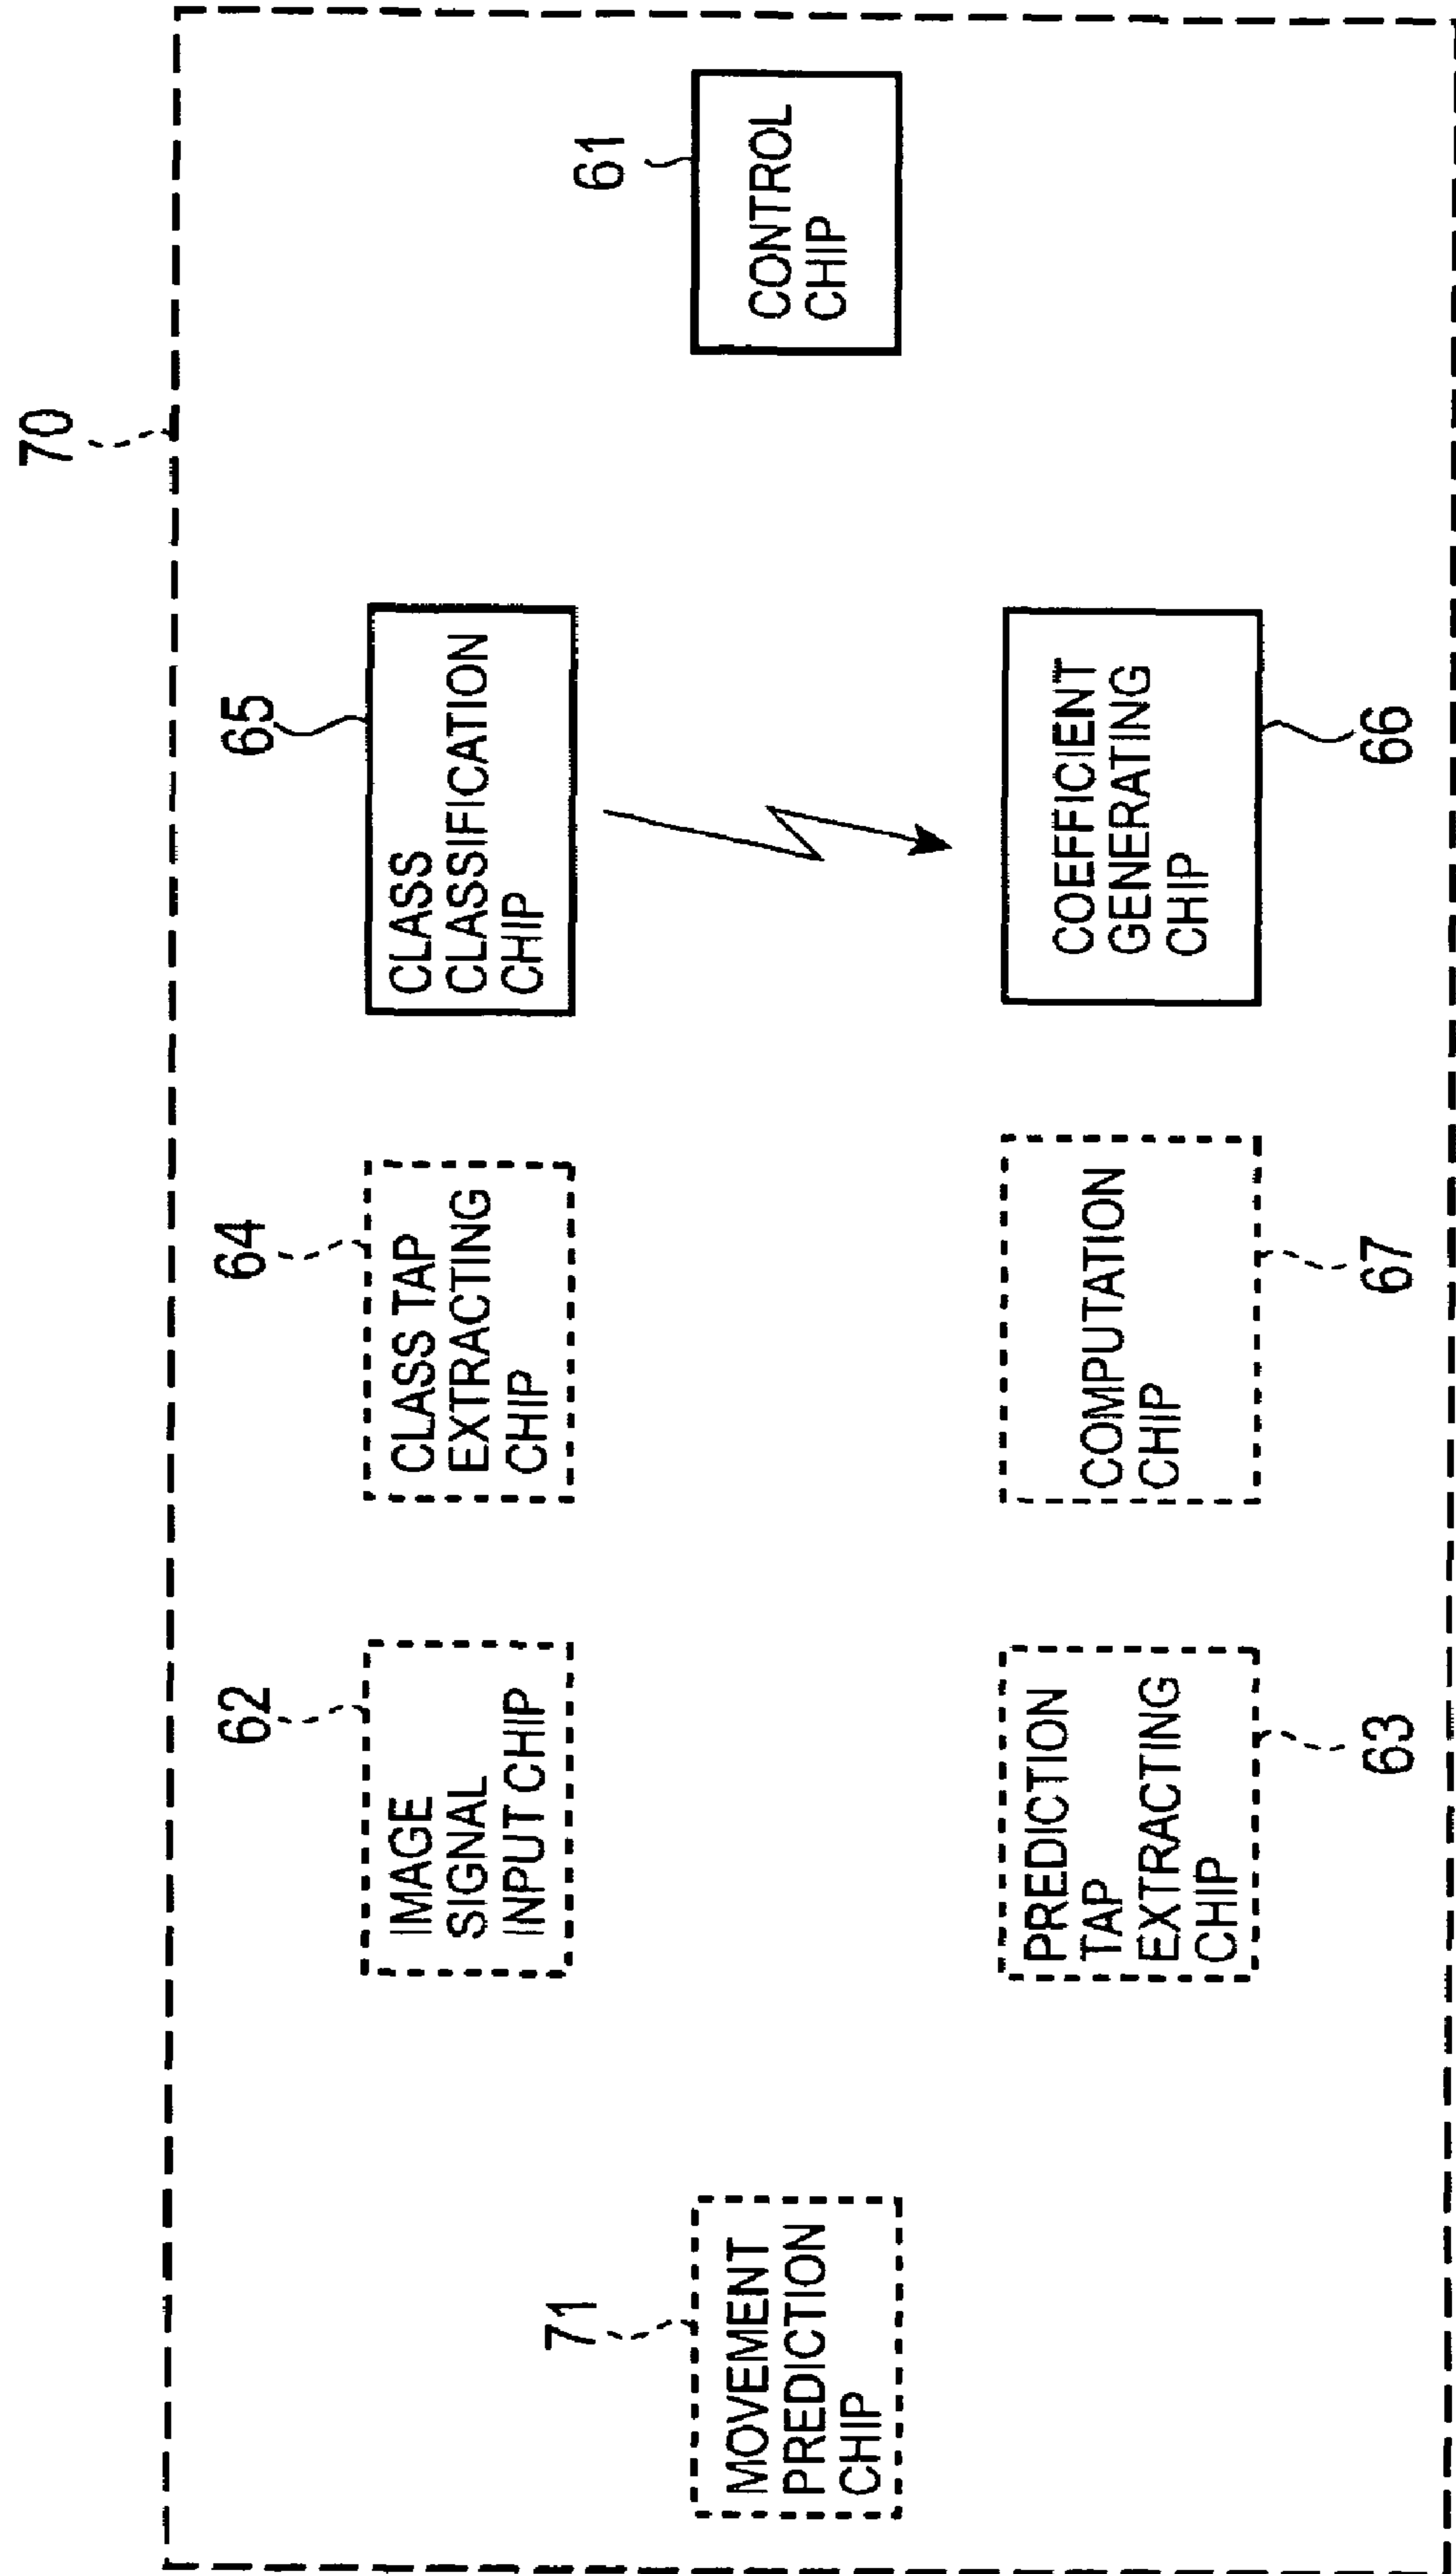 70
71
MOVEMENT
PREDICTION
CHIP
62
IMAGE
SIGNAL
INPUT CHIP
64
CLASS TAP
EXTRACTING
CHIP
65
CLASS
CLASSIFICATION
CHIP
61
CONTROL
CHIP
PREDICTION
TAP
EXTRACTING
CHIP
63
COMPUTATION
CHIP
67
COEFFICIENT
GENERATING
CHIP
66